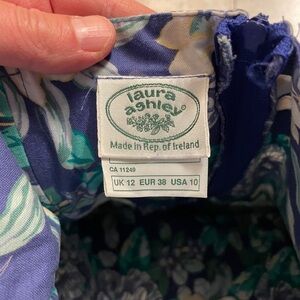 laura
ashley
Made in Rep. of Ireland
CA 11249
UK 12 EUR 38 USA 10